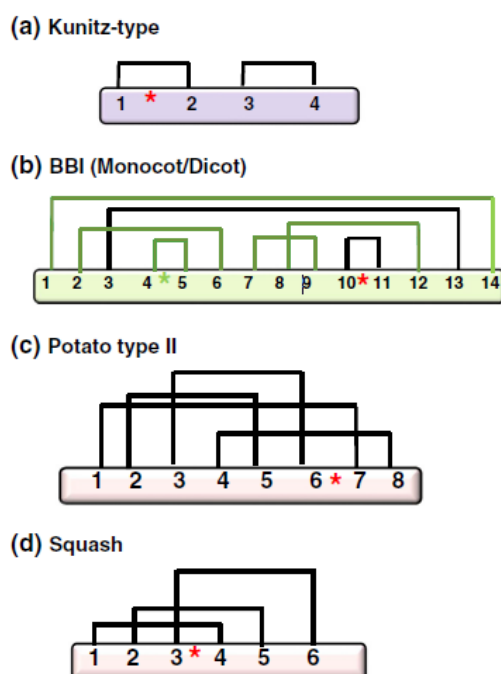 (a) Kunitz-type
1 * 2 3 4
(b) BBI (Monocot/Dicot)
1 2 3 4 * 5 6 7 8 9 10 * 11 12 13 14
(c) Potato type II
1 2 3 4 5 6 * 7 8
(d) Squash
1 2 3 * 4 5 6